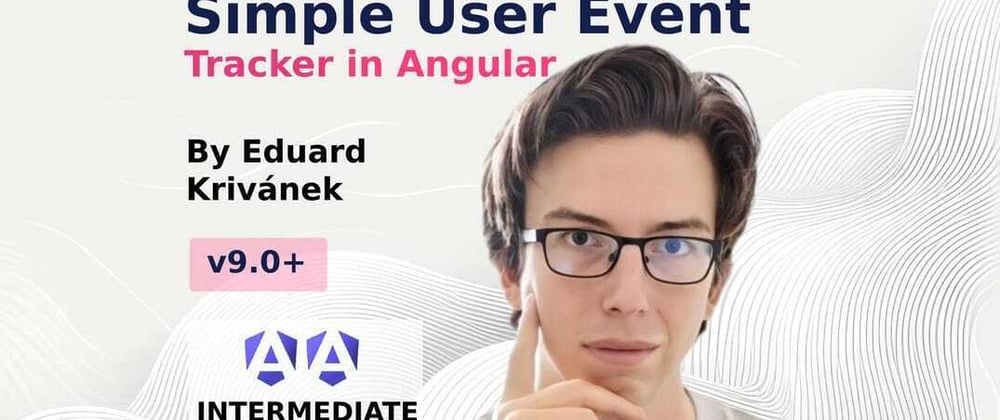 Simple User Event
Tracker in Angular
By Eduard
Krivánek
v9.0+
INTERMEDIATE